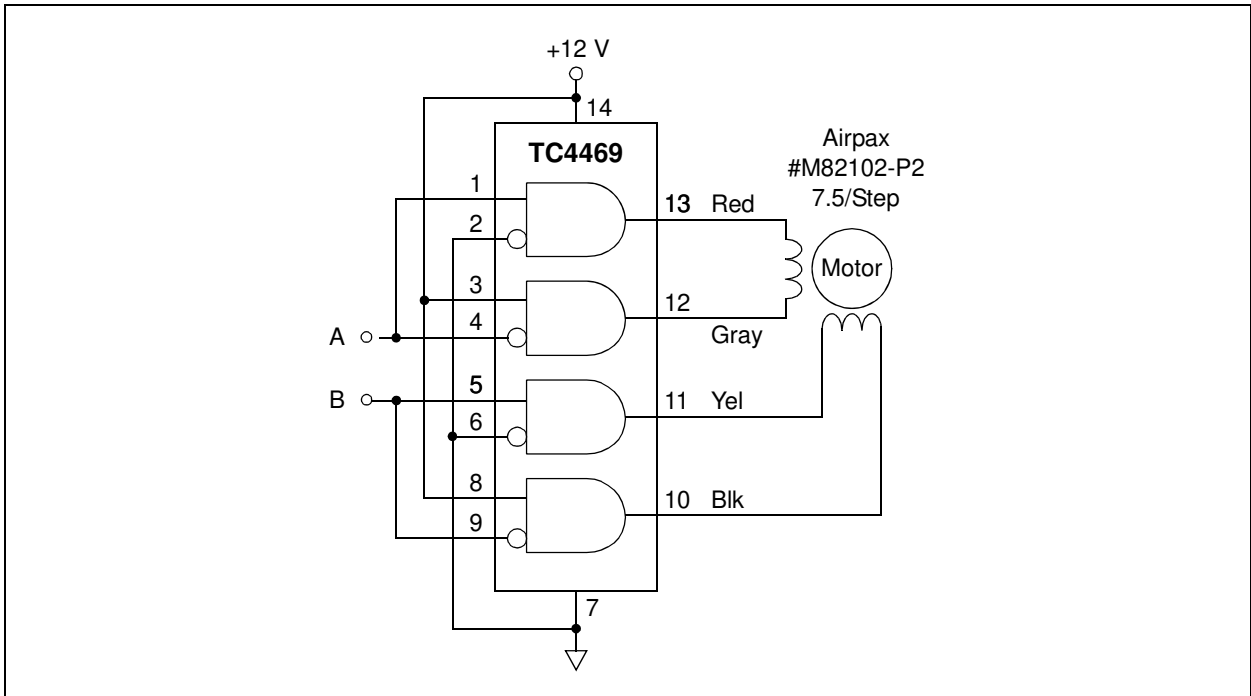 +12 V
14
TC4469
Airpax
#M82102-P2
7.5/Step
1
13 Red
2
Motor
3
12
A
4
Gray
B
5
11 Yel
6
8
10 Blk
9
7